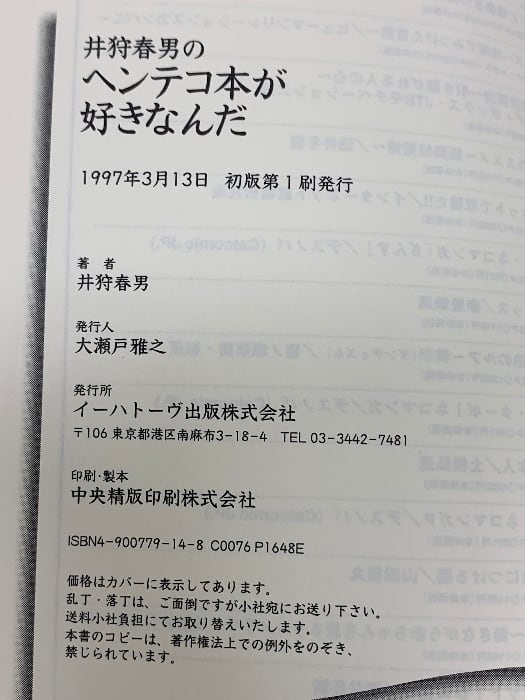 井狩春男の
ヘンテコ本が
好きなんだ
1997年3月13日　初版第1刷発行
著　者
井狩春男
発行人
大瀬戸雅之
発行所
イーハトーヴ出版株式会社
〒106 東京都港区南麻布3-18-4　TEL 03-3442-7481
印刷・製本
中央精版印刷株式会社
ISBN4-900779-14-8 C0076 P1648E
価格はカバーに表示してあります。
乱丁・落丁は、ご面倒ですが小社宛にお送り下さい。
送料小社負担にてお取り替えいたします。
本書のコピーは、著作権法上での例外をのぞき、
禁じられています。